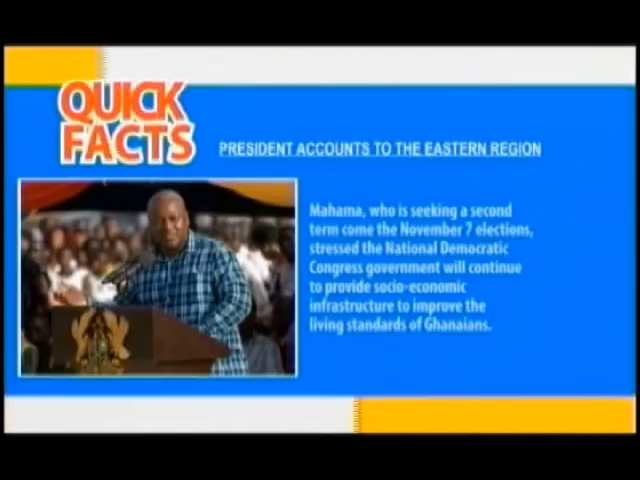 QUICK
FACTS
PRESIDENT ACCOUNTS TO THE EASTERN REGION
Mahama, who is seeking a second
term come the November 7 elections,
stressed the National Democratic
Congress government will continue
to provide socio-economic
infrastructure to improve the
living standards of Ghanaians.